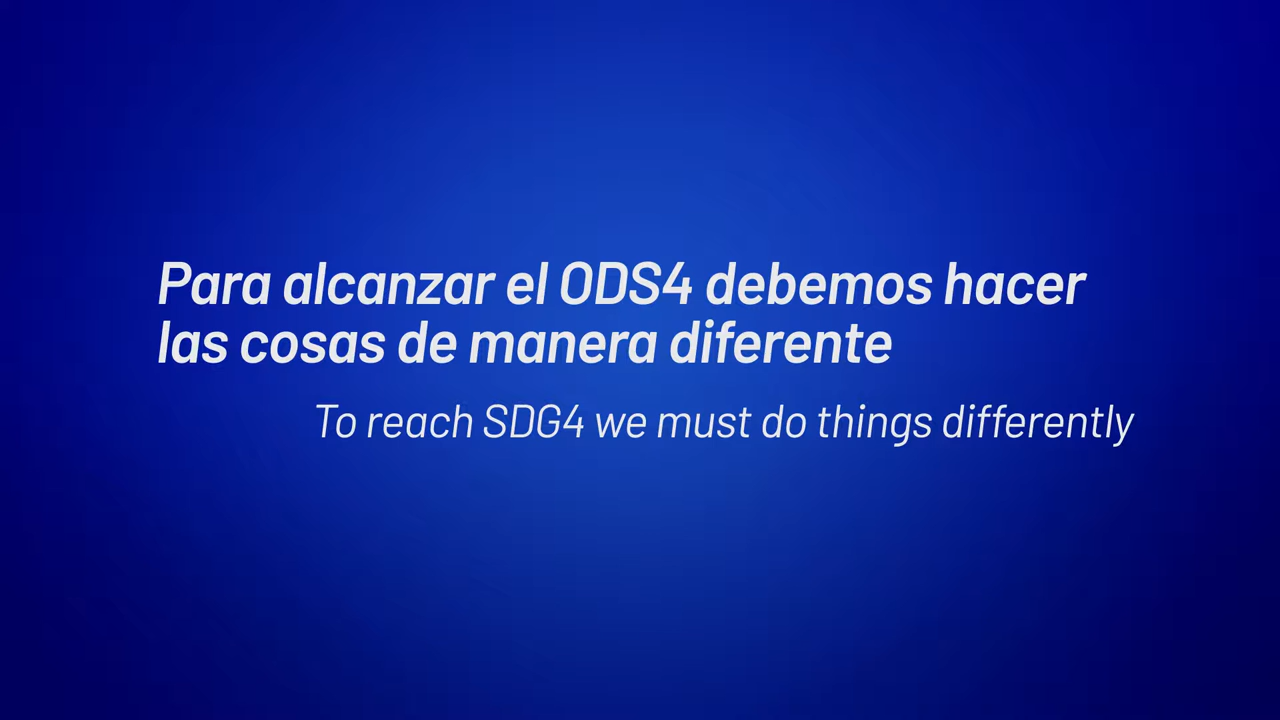 Para alcanzar el ODS4 debemos hacer
las cosas de manera diferente
To reach SDG4 we must do things differently